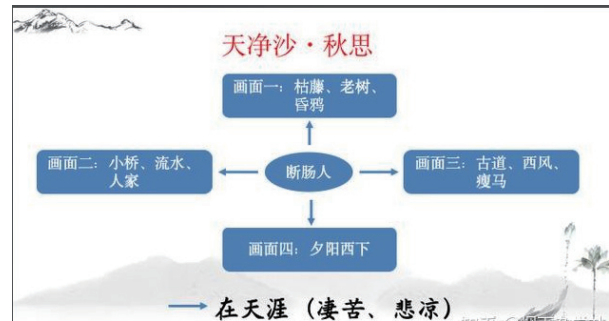 天净沙·秋思
画面一：枯藤、老树、
昏鸦
画面二：小桥、流水、
人家
断肠人
画面三：古道、西风、
瘦马
画面四：夕阳西下
在天涯（凄苦、悲凉）